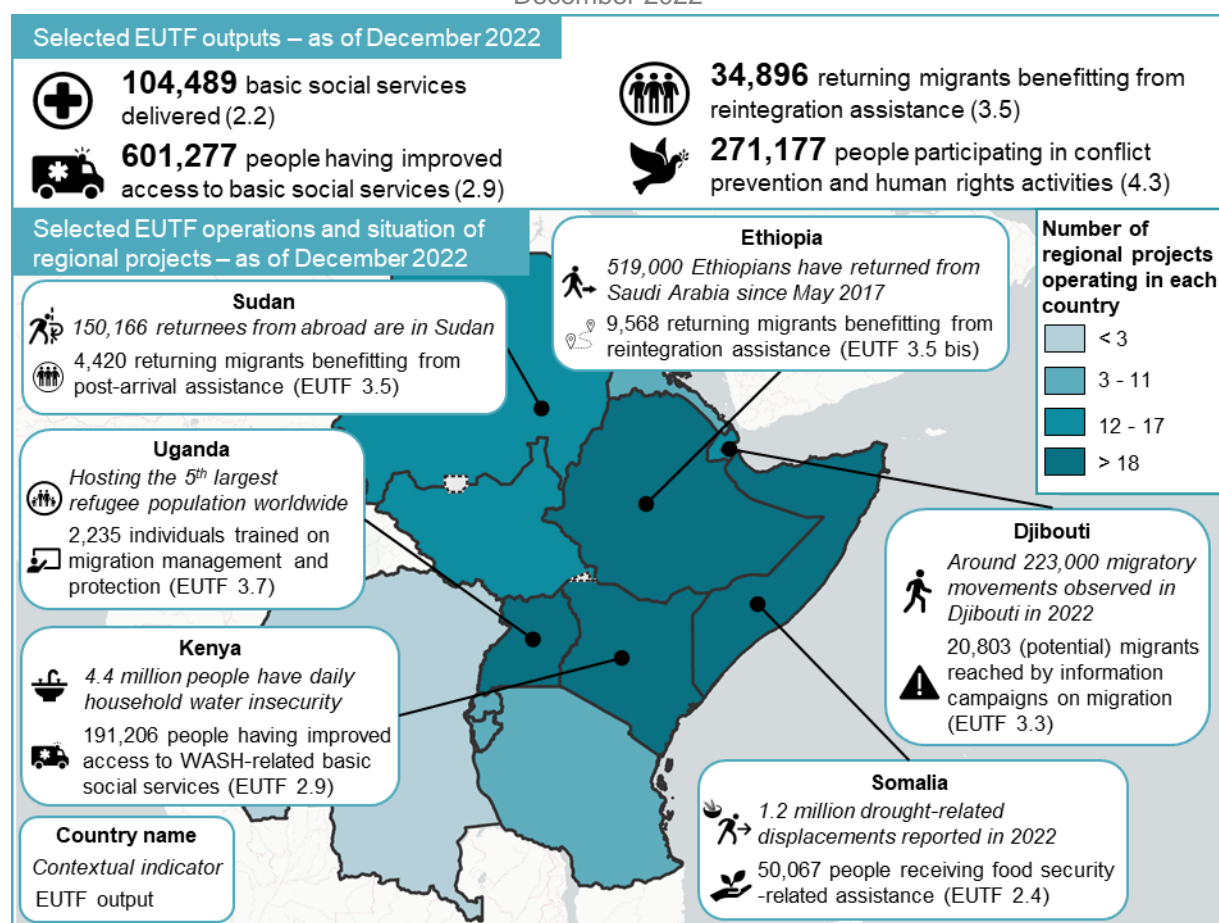 December 2022
Selected EUTF outputs – as of December 2022
104,489 basic social services
delivered (2.2)
601,277 people having improved
access to basic social services (2.9)
34,896 returning migrants benefitting from
reintegration assistance (3.5)
271,177 people participating in conflict
prevention and human rights activities (4.3)
Selected EUTF operations and situation of
regional projects – as of December 2022
Sudan
150,166 returnees from abroad are in Sudan
4,420 returning migrants benefitting from
post-arrival assistance (EUTF 3.5)
Ethiopia
519,000 Ethiopians have returned from
Saudi Arabia since May 2017
9,568 returning migrants benefitting from
reintegration assistance (EUTF 3.5 bis)
Number of
regional projects
operating in each
country
< 3
3 - 11
12 - 17
> 18
Uganda
Hosting the 5th largest
refugee population worldwide
2,235 individuals trained on
migration management and
protection (EUTF 3.7)
Djibouti
Around 223,000 migratory
movements observed in
Djibouti in 2022
20,803 (potential) migrants
reached by information
campaigns on migration
(EUTF 3.3)
Kenya
4.4 million people have daily
household water insecurity
191,206 people having improved
access to WASH-related basic
social services (EUTF 2.9)
Somalia
1.2 million drought-related
displacements reported in 2022
50,067 people receiving food security
-related assistance (EUTF 2.4)
Country name
Contextual indicator
EUTF output